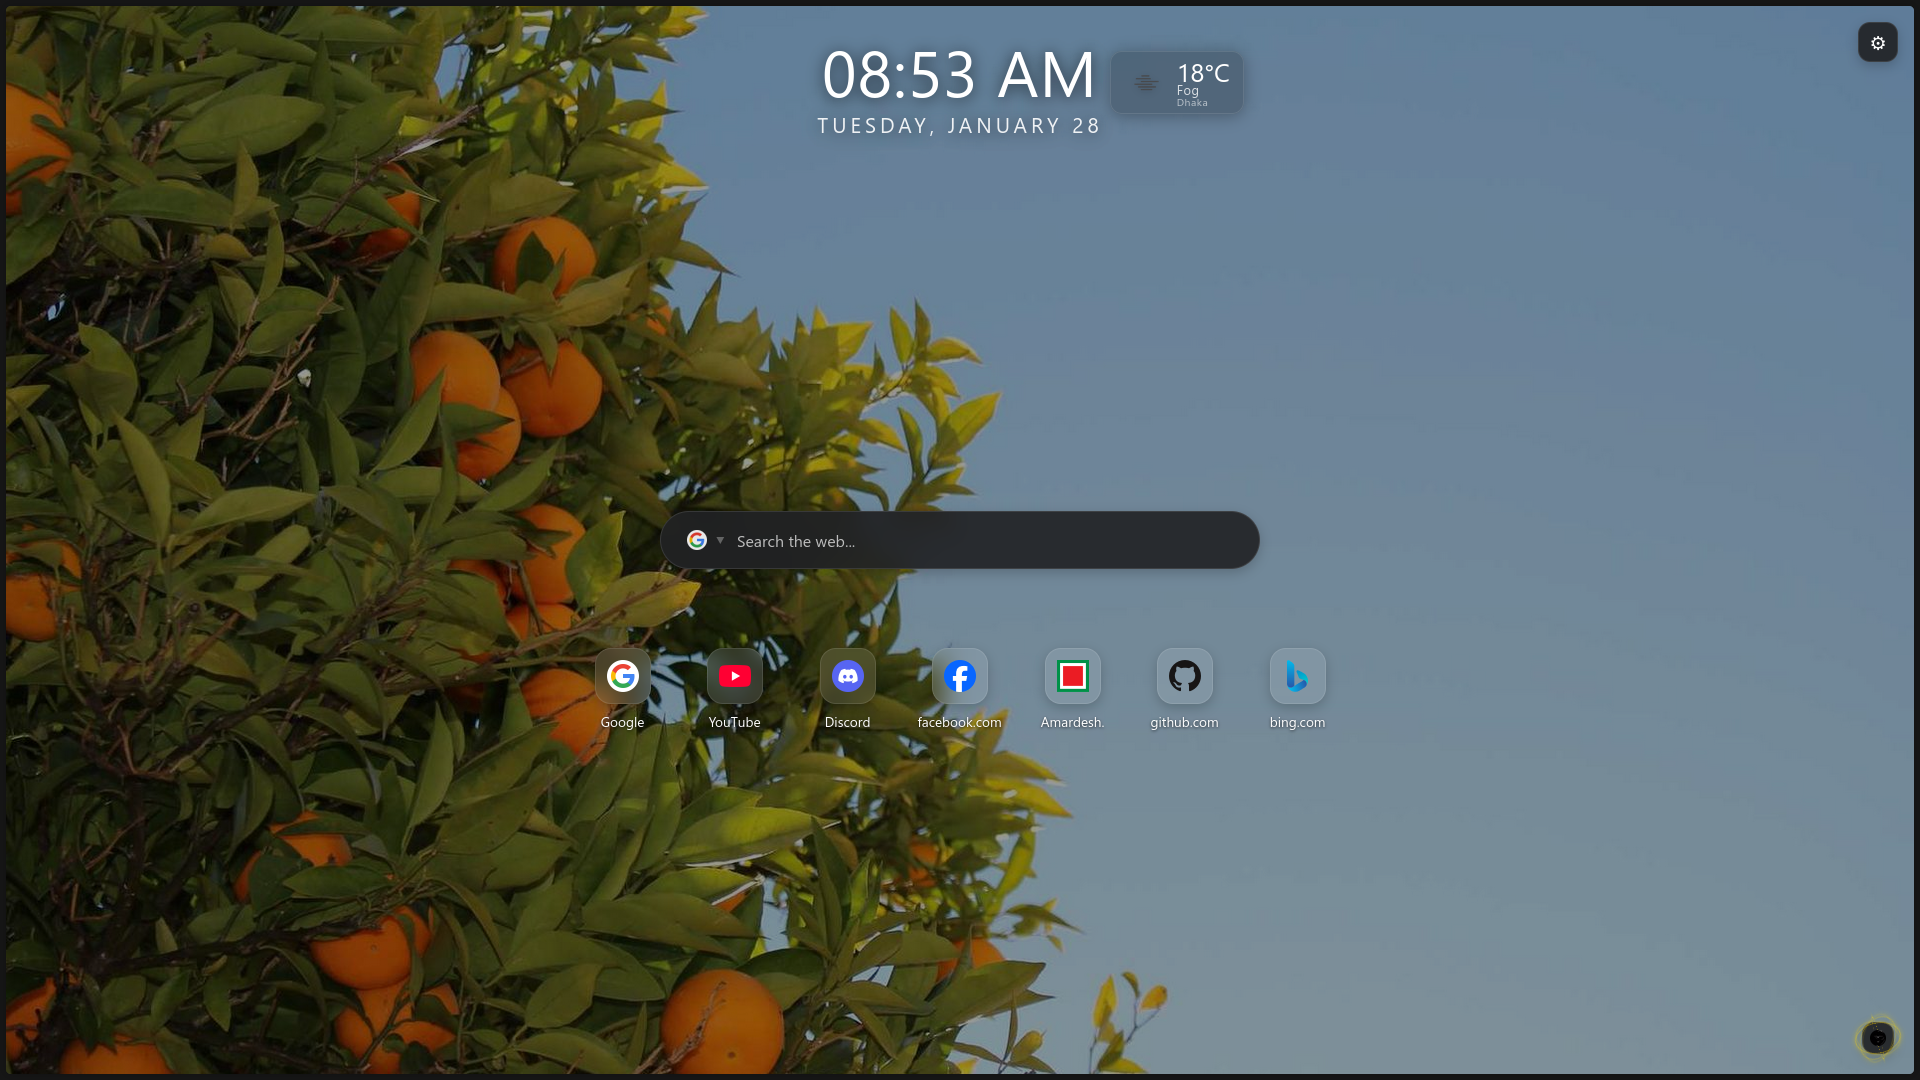 08:53 AM
TUESDAY, JANUARY 28
18°C
Fog
Dhaka
Search the web...
Google
YouTube
Discord
facebook.com
Amardesh.
github.com
bing.com